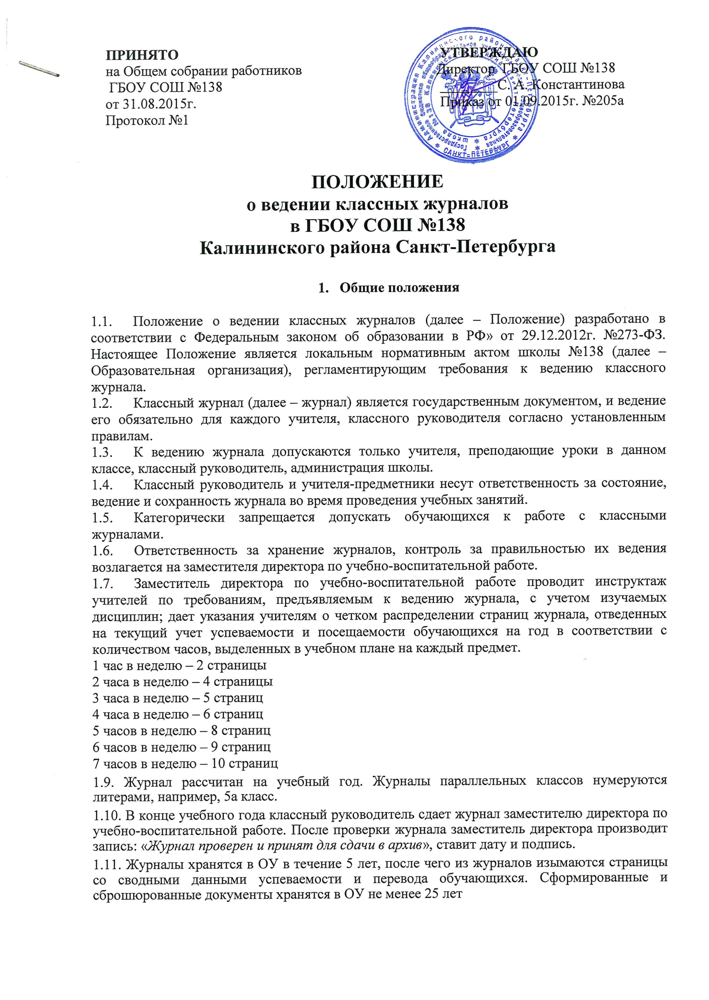 ПРИНЯТО
на Общем собрании работников
ГБОУ СОШ №138
от 31.08.2015г.
Протокол №1
УТВЕРЖДАЮ
Директор ГБОУ СОШ №138
________С. А. Константинова
Приказ от 01.09.2015г. №205а
Администрация Калининского района Санкт-Петербурга
САНКТ-ПЕТЕРБУРГ
ПОЛОЖЕНИЕ
о ведении классных журналов
в ГБОУ СОШ №138
Калининского района Санкт-Петербурга
1. Общие положения
1.1. Положение о ведении классных журналов (далее – Положение) разработано в
соответствии с Федеральным законом об образовании в РФ» от 29.12.2012г. №273-ФЗ.
Настоящее Положение является локальным нормативным актом школы №138 (далее –
Образовательная организация), регламентирующим требования к ведению классного
журнала.
1.2. Классный журнал (далее – журнал) является государственным документом, и ведение
его обязательно для каждого учителя, классного руководителя согласно установленным
правилам.
1.3. К ведению журнала допускаются только учителя, преподающие уроки в данном
классе, классный руководитель, администрация школы.
1.4. Классный руководитель и учителя-предметники несут ответственность за состояние,
ведение и сохранность журнала во время проведения учебных занятий.
1.5. Категорически запрещается допускать обучающихся к работе с классными
журналами.
1.6. Ответственность за хранение журналов, контроль за правильностью их ведения
возлагается на заместителя директора по учебно-воспитательной работе.
1.7. Заместитель директора по учебно-воспитательной работе проводит инструктаж
учителей по требованиям, предъявляемым к ведению журнала, с учетом изучаемых
дисциплин; дает указания учителям о четком распределении страниц журнала, отведенных
на текущий учет успеваемости и посещаемости обучающихся на год в соответствии с
количеством часов, выделенных в учебном плане на каждый предмет.
1 час в неделю – 2 страницы
2 часа в неделю – 4 страницы
3 часа в неделю – 5 страниц
4 часа в неделю – 6 страниц
5 часов в неделю – 8 страниц
6 часов в неделю – 9 страниц
7 часов в неделю – 10 страниц
1.9. Журнал рассчитан на учебный год. Журналы параллельных классов нумеруются
литерами, например, 5а класс.
1.10. В конце учебного года классный руководитель сдает журнал заместителю директора по
учебно-воспитательной работе. После проверки журнала заместитель директора производит
запись: «Журнал проверен и принят для сдачи в архив», ставит дату и подпись.
1.11. Журналы хранятся в ОУ в течение 5 лет, после чего из журналов изымаются страницы
со сводными данными успеваемости и перевода обучающихся. Сформированные и
сброшюрованные документы хранятся в ОУ не менее 25 лет